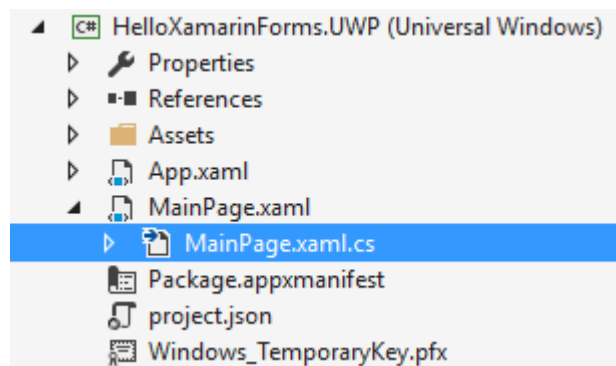 C# HelloXamarinForms.UWP (Universal Windows)
Properties
References
Assets
App.xaml
MainPage.xaml
MainPage.xaml.cs
Package.appxmanifest
project.json
Windows_TemporaryKey.pfx